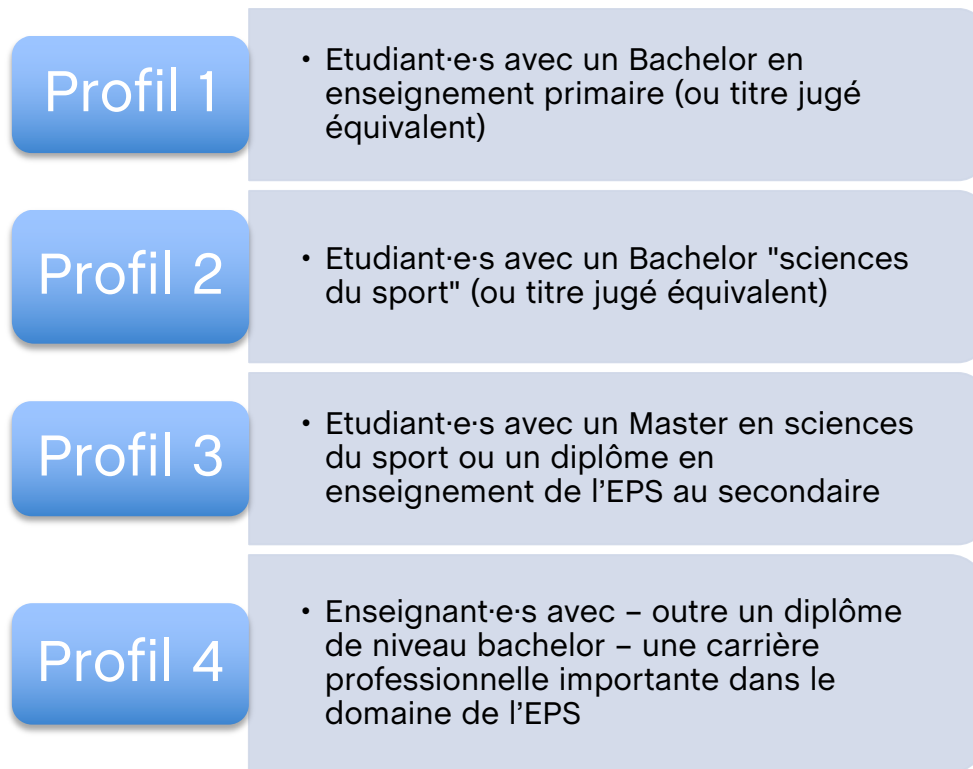 Profil 1
• Etudiant·e·s avec un Bachelor en
enseignement primaire (ou titre jugé
équivalent)
Profil 2
• Etudiant·e·s avec un Bachelor "sciences
du sport" (ou titre jugé équivalent)
Profil 3
• Etudiant·e·s avec un Master en sciences
du sport ou un diplôme en
enseignement de l’EPS au secondaire
Profil 4
• Enseignant·e·s avec – outre un diplôme
de niveau bachelor – une carrière
professionnelle importante dans le
domaine de l’EPS